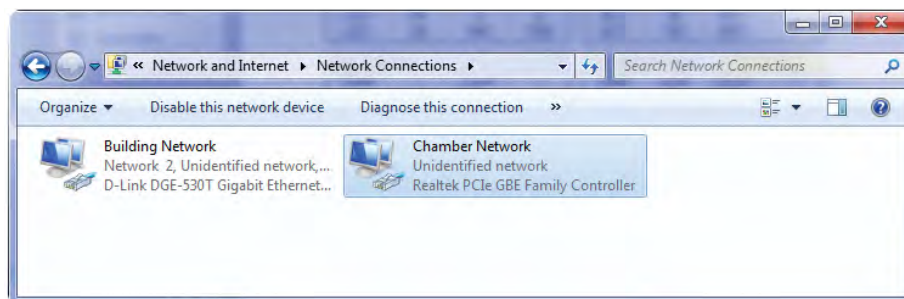 « Network and Internet ▸ Network Connections ▸ Search Network Connections
Organize ▾ Disable this network device Diagnose this connection »
Building Network
Network 2, Unidentified network,...
D-Link DGE-530T Gigabit Ethernet...
Chamber Network
Unidentified network
Realtek PCIe GBE Family Controller